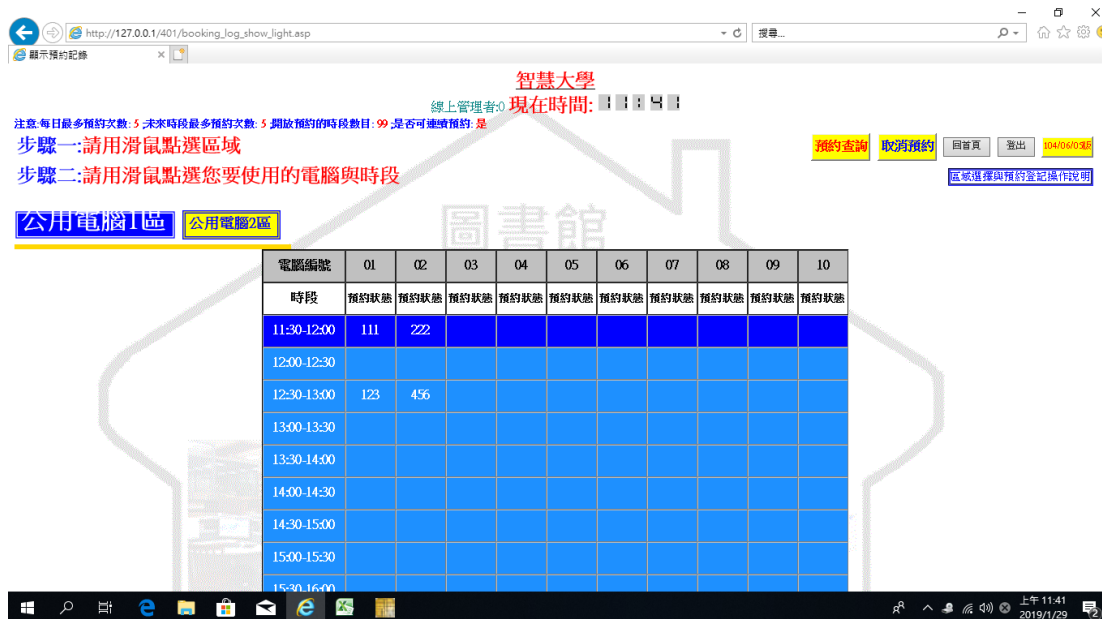 http://127.0.0.1/401/booking_log_show_light.asp
搜尋...
顯示預約記錄
智慧大學
線上管理者:0 現在時間: 11:41
注意:每日最多預約次數: 5 ;未來時段最多預約次數: 5 ;開放預約的時段數目: 99 ;是否可連續預約: 是
步驟一:請用滑鼠點選區域
預約查詢 取消預約 回首頁 登出 104/06/05版
步驟二:請用滑鼠點選您要使用的電腦與時段
區域選擇與預約登記操作說明
公用電腦1區 公用電腦2區
圖書館
電腦編號 01 02 03 04 05 06 07 08 09 10
時段 預約狀態 預約狀態 預約狀態 預約狀態 預約狀態 預約狀態 預約狀態 預約狀態 預約狀態 預約狀態
11:30-12:00 111 222
12:00-12:30
12:30-13:00 123 456
13:00-13:30
13:30-14:00
14:00-14:30
14:30-15:00
15:00-15:30
15:30-16:00
上午 11:41
2019/1/29